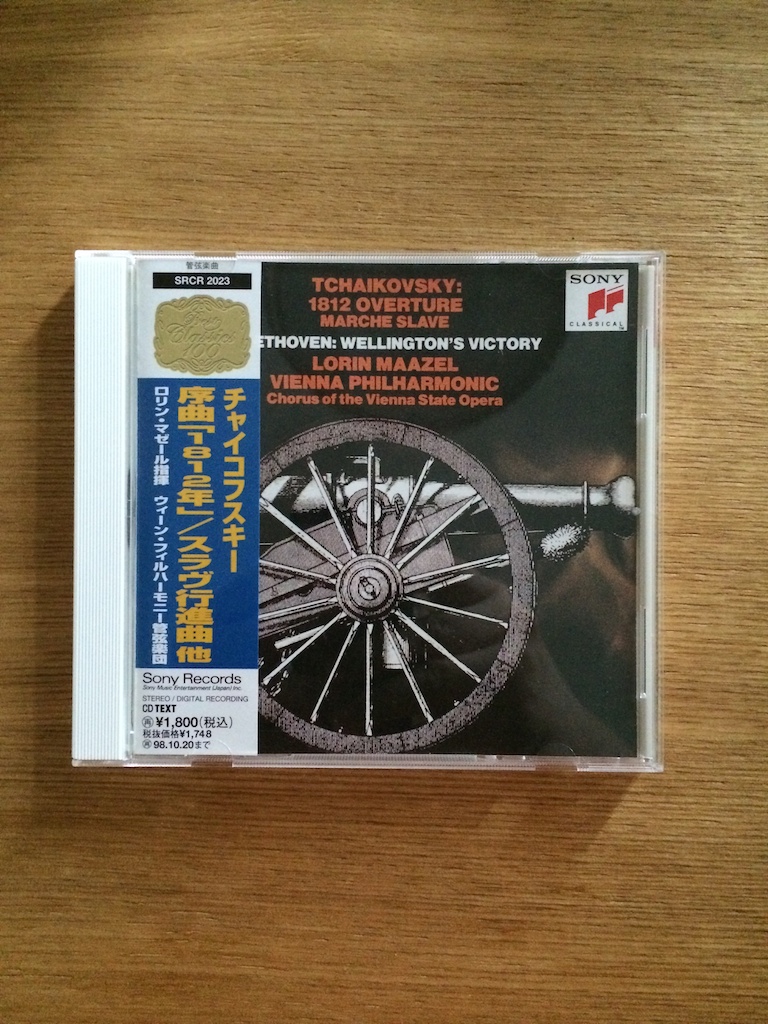 管弦楽曲
SRCR 2023
チャイコフスキー
序曲「1812年」／スラヴ行進曲 他
ロリン・マゼール指揮 ウィーン・フィルハーモニー管弦楽団
Sony Records
Sony Music Entertainment (Japan) Inc.
STEREO / DIGITAL RECORDING
CD TEXT
再 ¥1,800(税込)
税抜価格¥1,748
再 98.10.20まで
TCHAIKOVSKY:
1812 OVERTURE
MARCHE SLAVE
ETHOVEN: WELLINGTON'S VICTORY
LORIN MAAZEL
VIENNA PHILHARMONIC
Chorus of the Vienna State Opera
SONY
CLASSICAL
TM